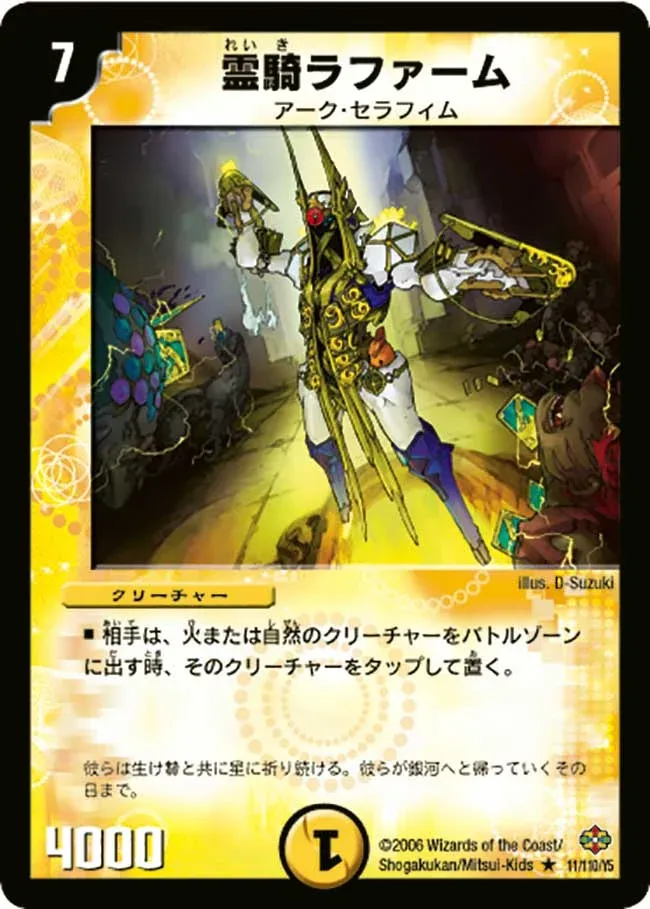 7
れいき
霊騎ラファーム
アーク・セラフィム
illus. D-Suzuki
クリーチャー
■ 相手は、火または自然のクリーチャーをバトルゾーン
に出す時、そのクリーチャーをタップして置く。
彼らは生け贄と共に星に祈り続ける。彼らが銀河へと帰っていくその
日まで。
4000
1
©2006 Wizards of the Coast/
Shogakukan/Mitsui-Kids ★ 11/110/Y5